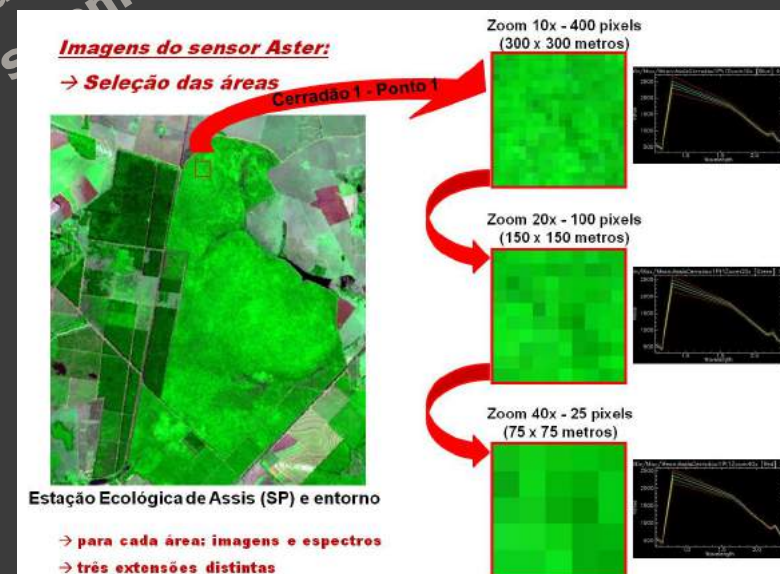 Imagens do sensor Aster:
→ Seleção das áreas
Cerradão 1 - Ponto 1
Estação Ecológica de Assis (SP) e entorno
→ para cada área: imagens e espectros
→ três extensões distintas
Zoom 10x - 400 pixels
(300 x 300 metros)
Zoom 20x - 100 pixels
(150 x 150 metros)
Zoom 40x - 25 pixels
(75 x 75 metros)